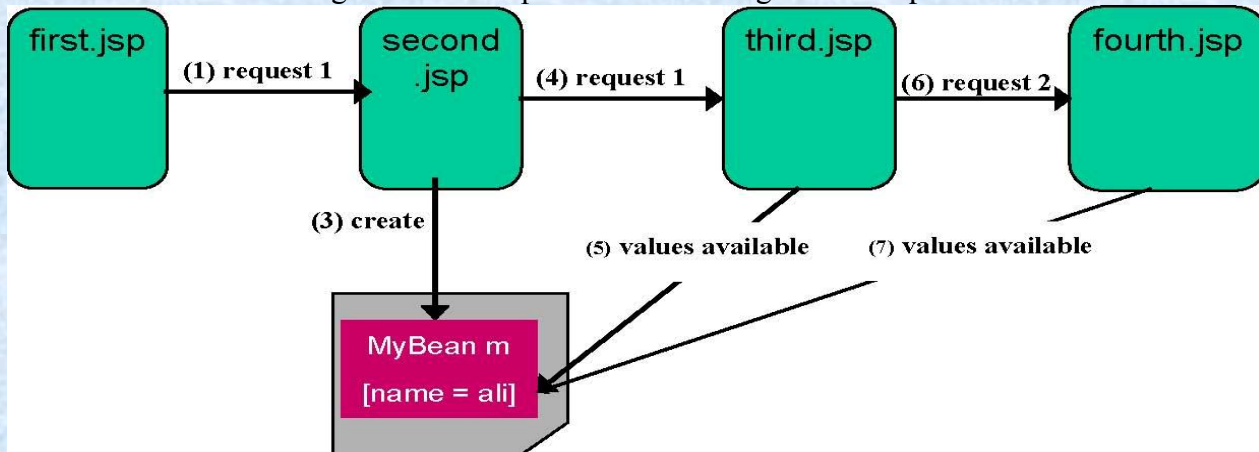 first.jsp
second
.jsp
third.jsp
fourth.jsp
(1) request 1
(4) request 1
(6) request 2
(3) create
(5) values available
(7) values available
MyBean m
[name = ali]